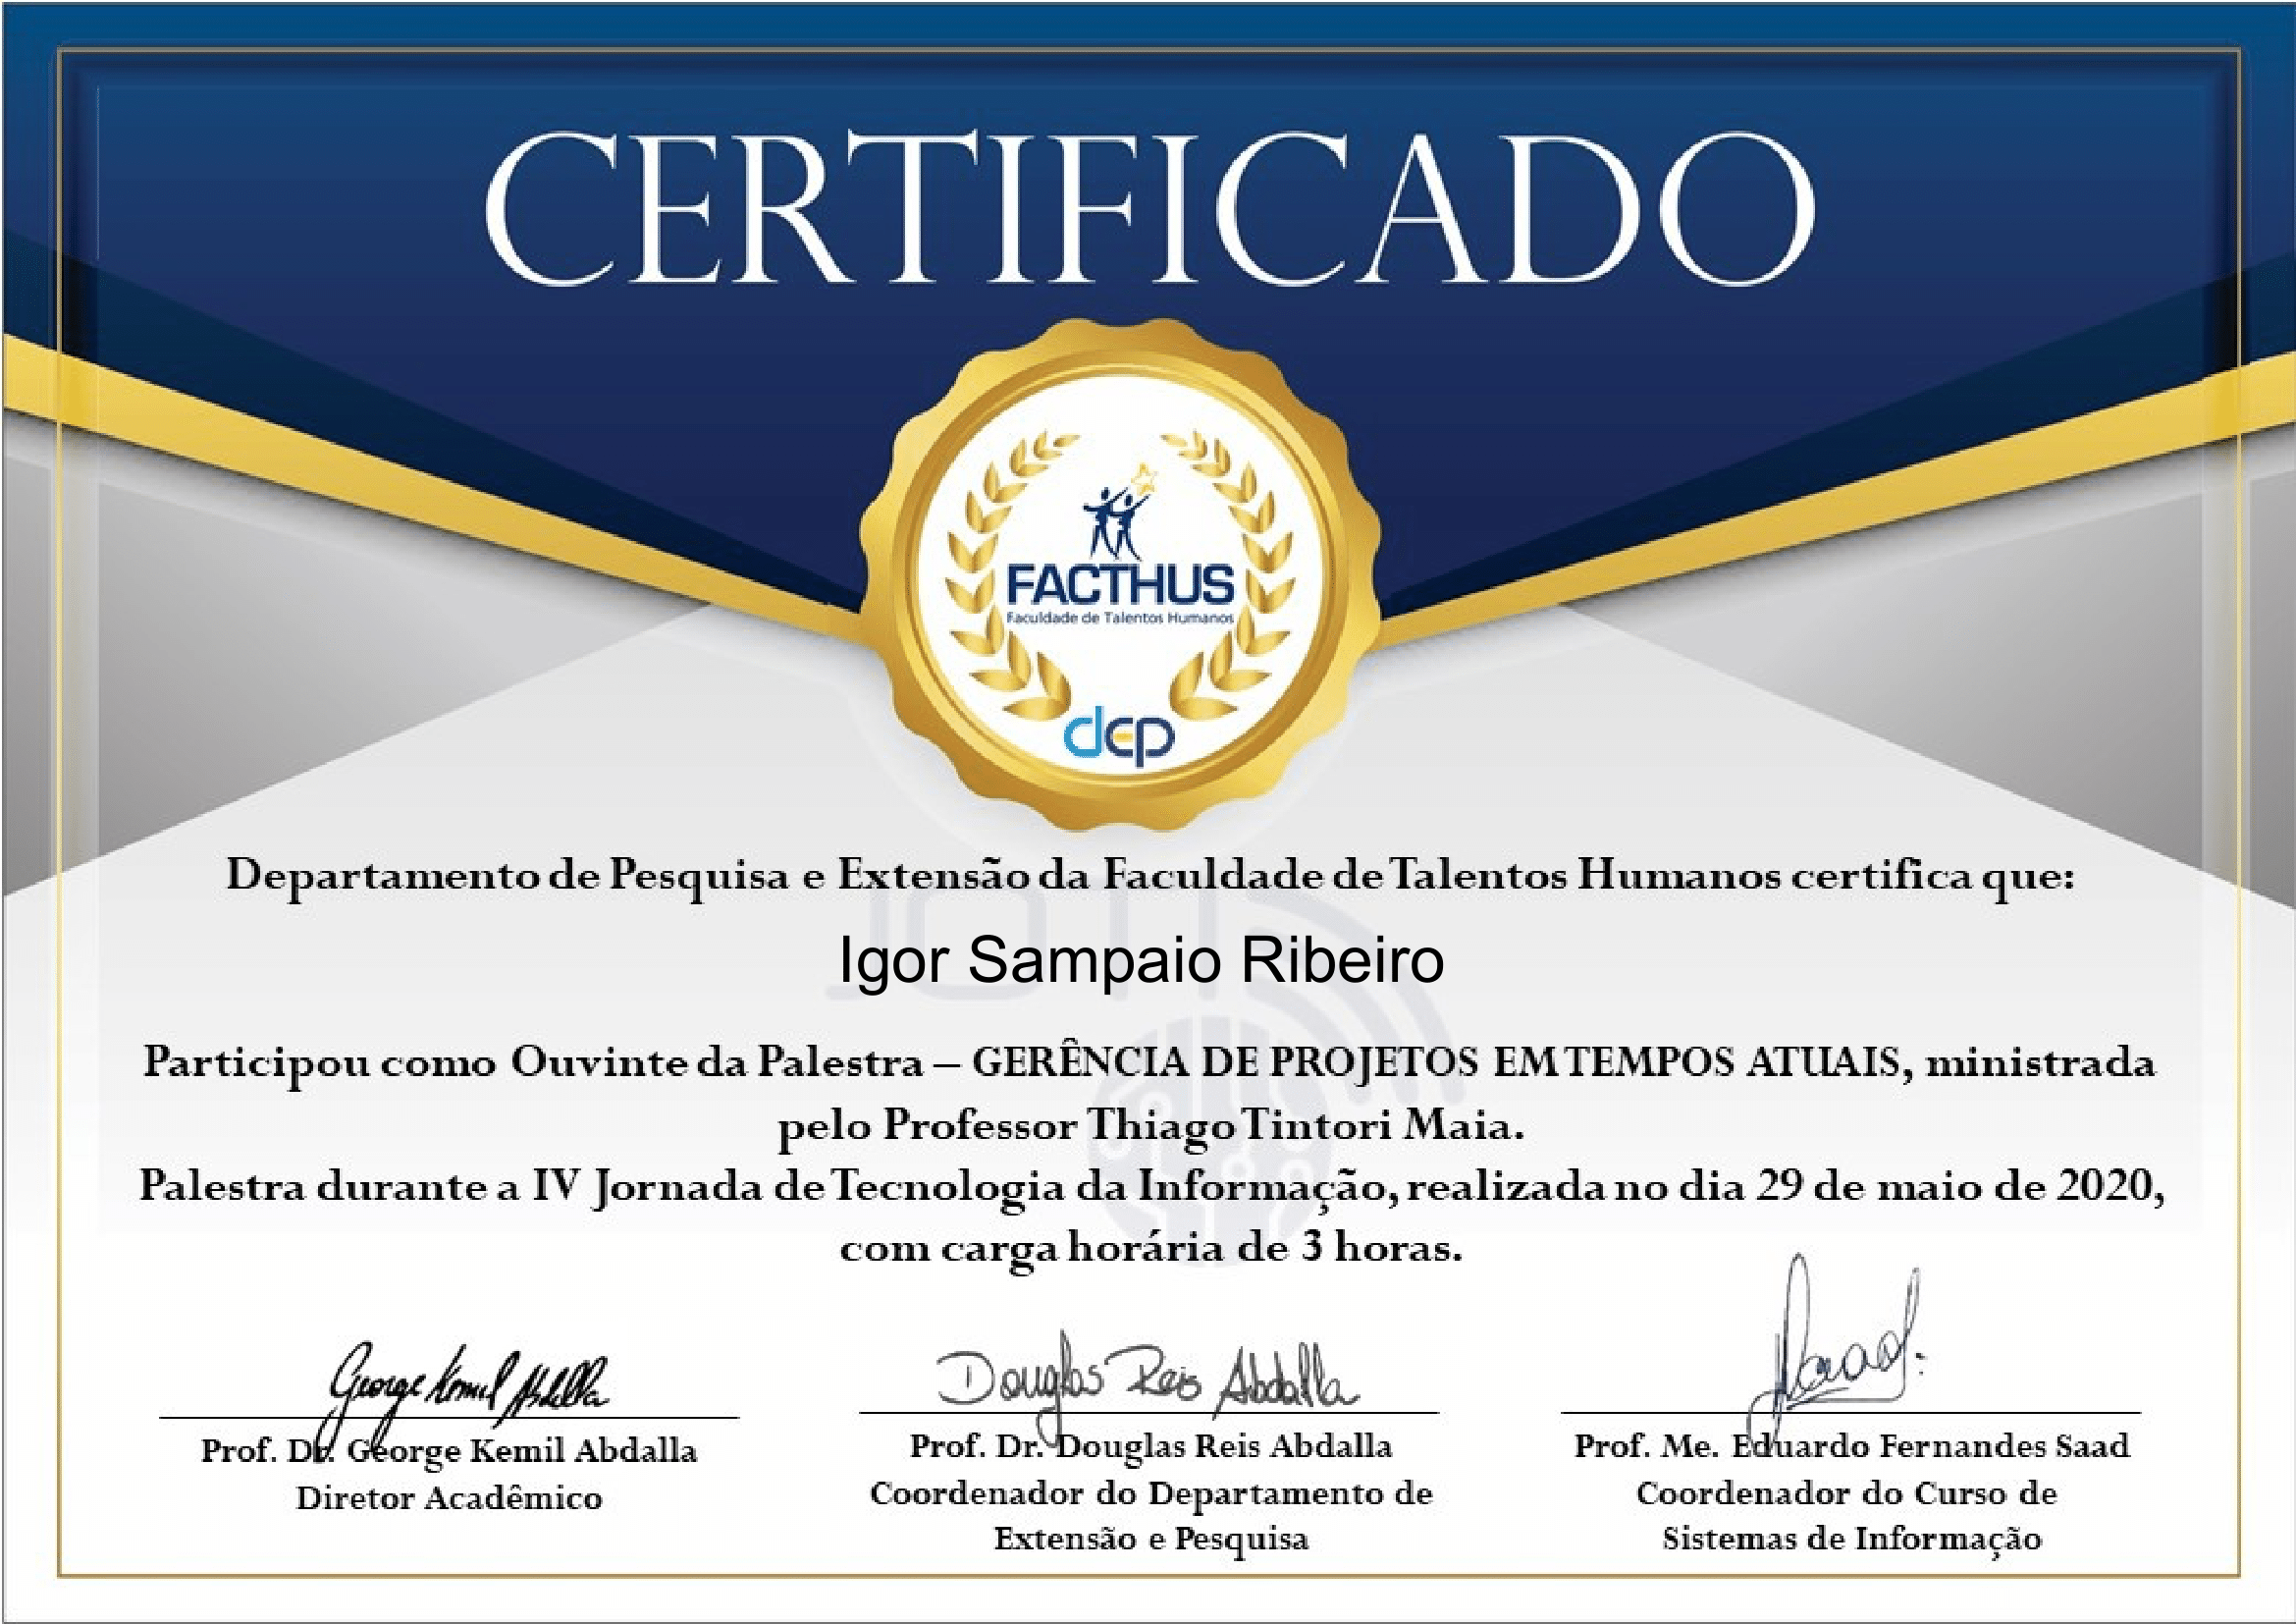 CERTIFICADO
FACTHUS
Faculdade de Talentos Humanos
dep
Departamento de Pesquisa e Extensão da Faculdade de Talentos Humanos certifica que:
Igor Sampaio Ribeiro
Participou como Ouvinte da Palestra – GERÊNCIA DE PROJETOS EM TEMPOS ATUAIS, ministrada
pelo Professor Thiago Tintori Maia.
Palestra durante a IV Jornada de Tecnologia da Informação, realizada no dia 29 de maio de 2020,
com carga horária de 3 horas.
George Kemil Abdalla
Prof. Dr. George Kemil Abdalla
Diretor Acadêmico
Douglas Reis Abdalla
Prof. Dr. Douglas Reis Abdalla
Coordenador do Departamento de
Extensão e Pesquisa
Saad.
Prof. Me. Eduardo Fernandes Saad
Coordenador do Curso de
Sistemas de Informação